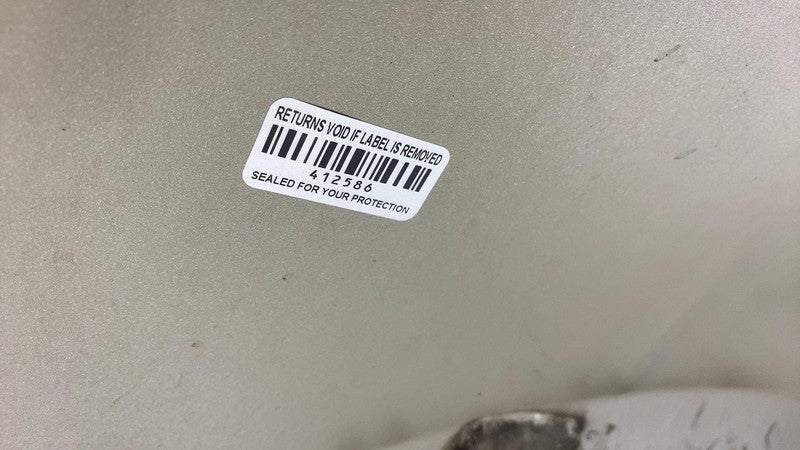 RETURNS VOID IF LABEL IS REMOVED
412586
SEALED FOR YOUR PROTECTION